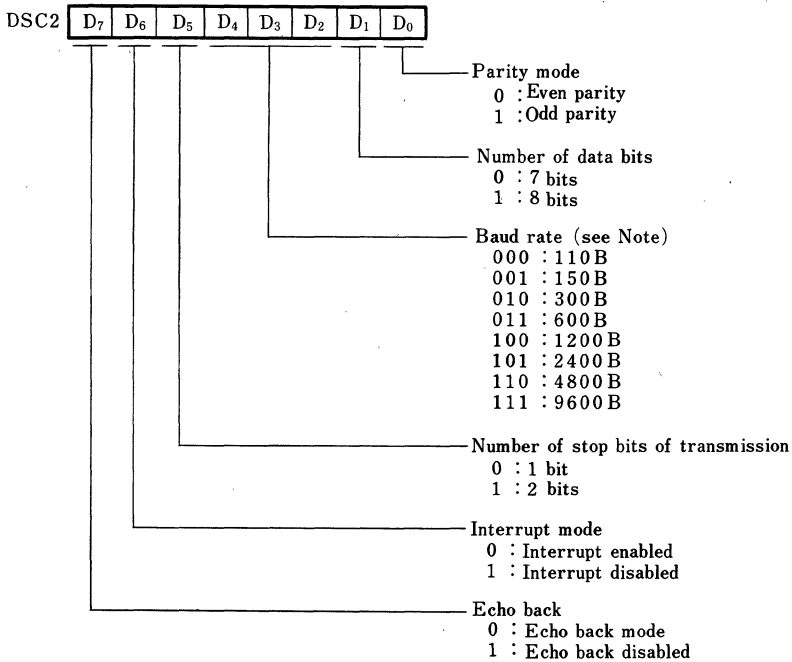 DSC2 D7 D6 D5 D4 D3 D2 D1 D0
Parity mode
0 : Even parity
1 : Odd parity
Number of data bits
0 : 7 bits
1 : 8 bits
Baud rate (see Note)
000 : 110B
001 : 150B
010 : 300B
011 : 600B
100 : 1200B
101 : 2400B
110 : 4800B
111 : 9600B
Number of stop bits of transmission
0 : 1 bit
1 : 2 bits
Interrupt mode
0 : Interrupt enabled
1 : Interrupt disabled
Echo back
0 : Echo back mode
1 : Echo back disabled